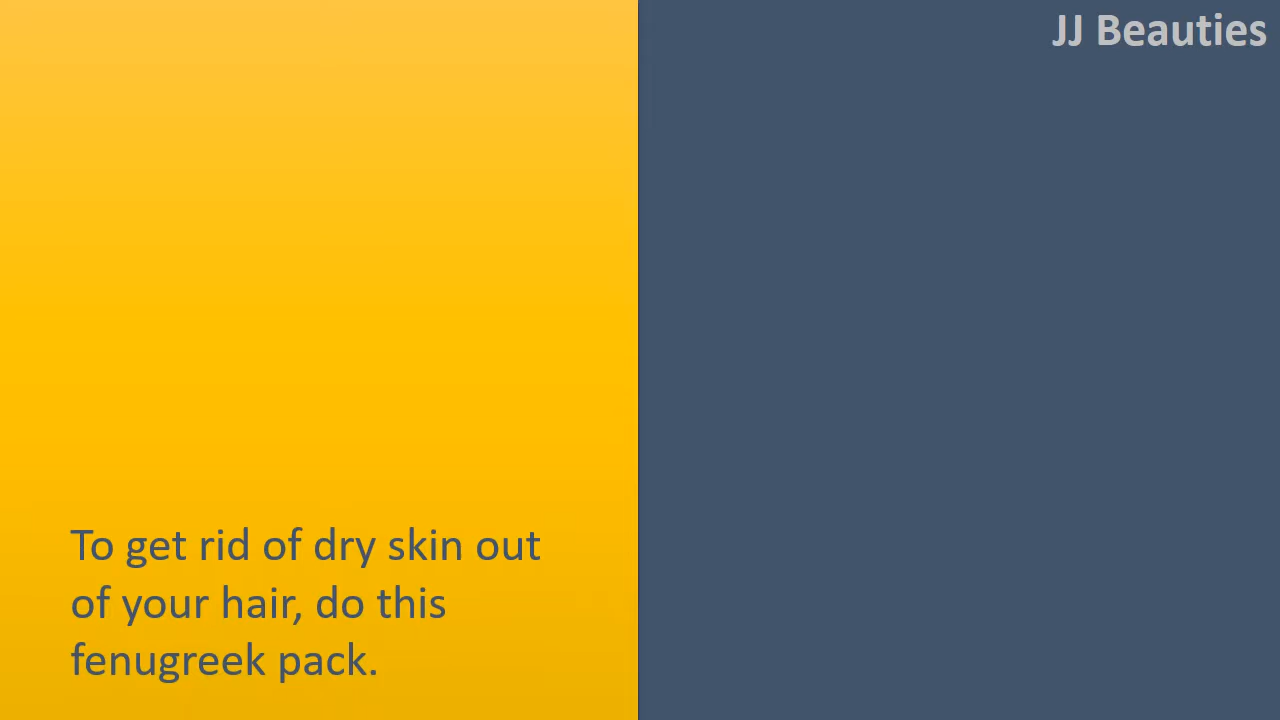 JJ Beauties
To get rid of dry skin out
of your hair, do this
fenugreek pack.